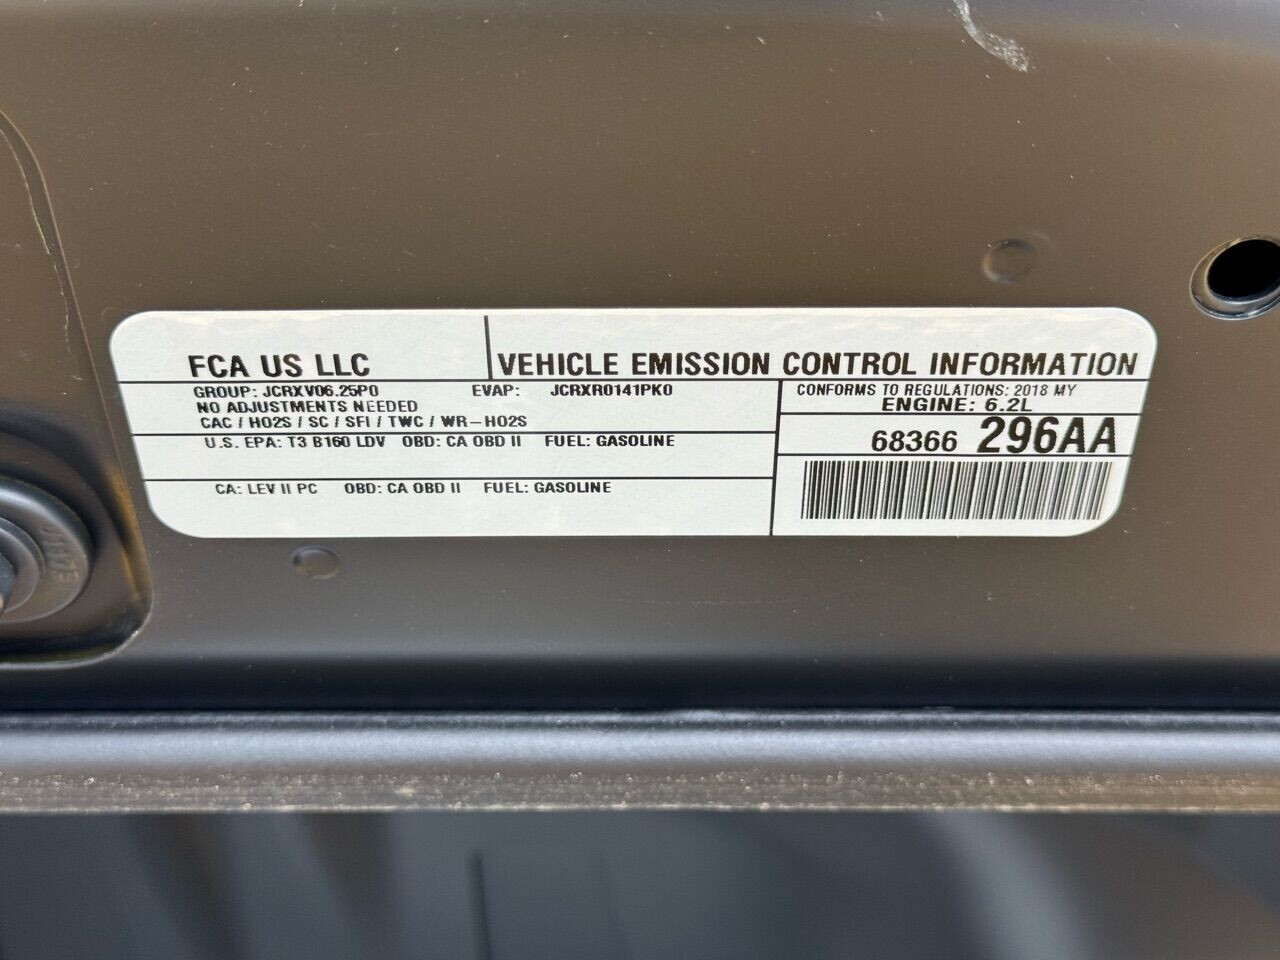 FCA US LLC
VEHICLE EMISSION CONTROL INFORMATION
GROUP: JCRXV06.25P0 EVAP: JCRXR0141PK0
NO ADJUSTMENTS NEEDED
CAC / HO2S / SC / SFI / TWC / WR-HO2S
U.S. EPA: T3 B160 LDV OBD: CA OBD II FUEL: GASOLINE
CA: LEV II PC OBD: CA OBD II FUEL: GASOLINE
CONFORMS TO REGULATIONS: 2018 MY
ENGINE: 6.2L
68366 296AA